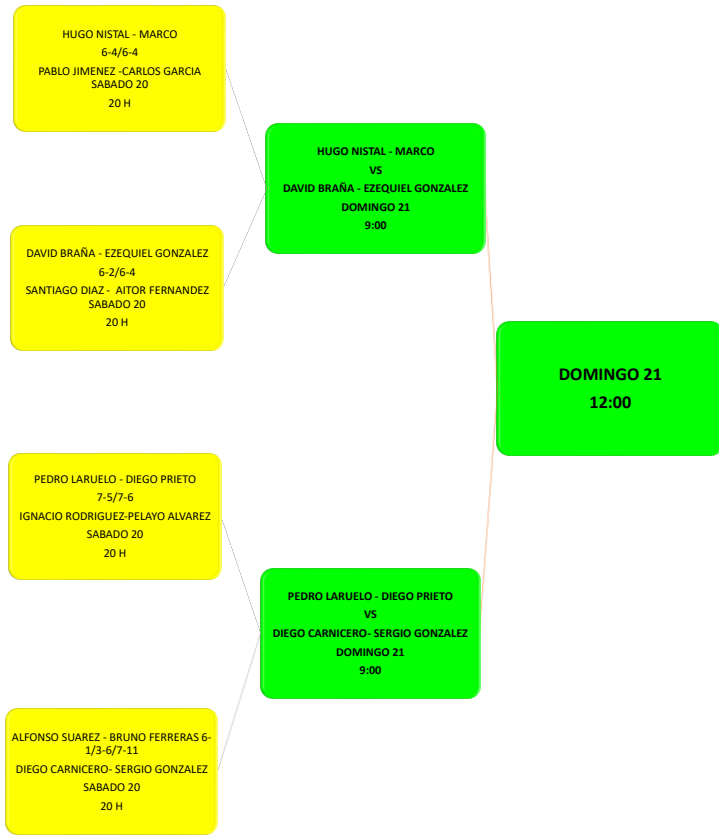 HUGO NISTAL - MARCO
6-4/6-4
PABLO JIMENEZ -CARLOS GARCIA
SABADO 20
20 H
HUGO NISTAL - MARCO
VS
DAVID BRAÑA - EZEQUIEL GONZALEZ
DOMINGO 21
9:00
DAVID BRAÑA - EZEQUIEL GONZALEZ
6-2/6-4
SANTIAGO DIAZ - AITOR FERNANDEZ
SABADO 20
20 H
DOMINGO 21
12:00
PEDRO LARUELO - DIEGO PRIETO
7-5/7-6
IGNACIO RODRIGUEZ-PELAYO ALVAREZ
SABADO 20
20 H
PEDRO LARUELO - DIEGO PRIETO
VS
DIEGO CARNICERO- SERGIO GONZALEZ
DOMINGO 21
9:00
ALFONSO SUAREZ - BRUNO FERRERAS 6-
1/3-6/7-11
DIEGO CARNICERO- SERGIO GONZALEZ
SABADO 20
20 H